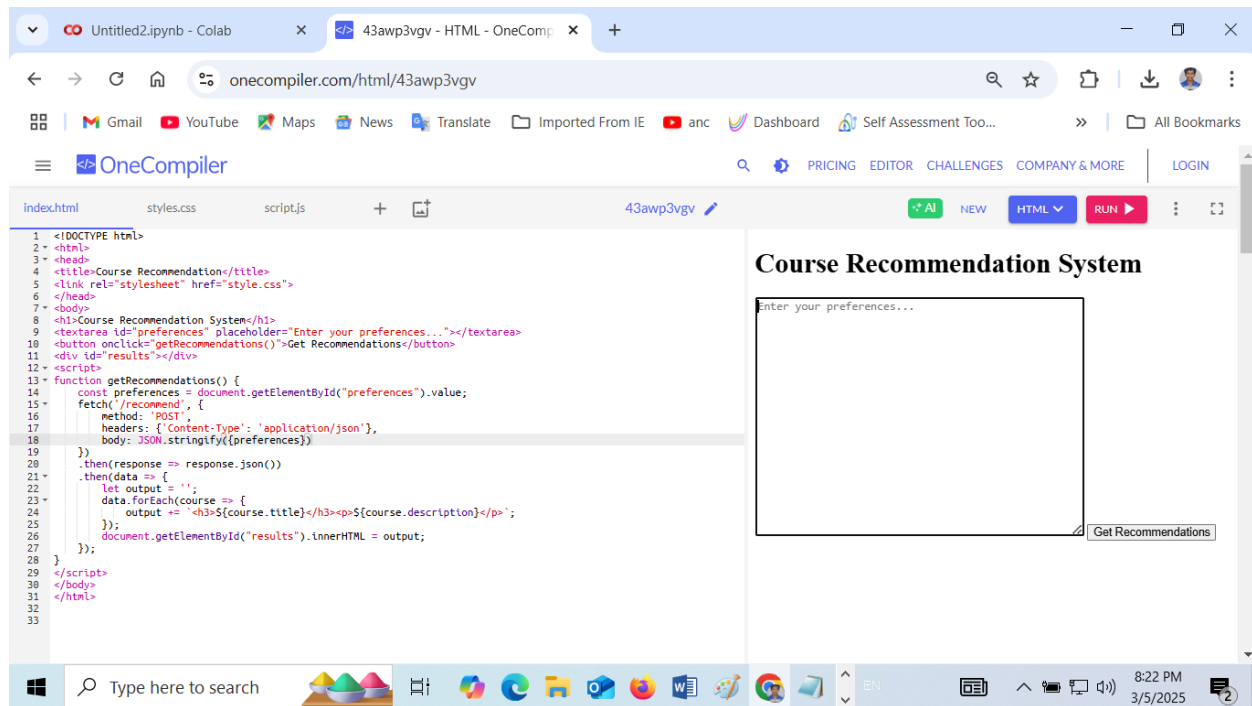 Untitled2.ipynb - Colab
43awp3vgv - HTML - OneComp
onecompiler.com/html/43awp3vgv
Gmail YouTube Maps News Translate Imported From IE anc Dashboard Self Assessment Too... » All Bookmarks
OneCompiler PRICING EDITOR CHALLENGES COMPANY & MORE LOGIN
index.html styles.css script.js + 43awp3vgv AI NEW HTML RUN
1 <!DOCTYPE html>
2 <html>
3 <head>
4 <title>Course Recommendation</title>
5 <link rel="stylesheet" href="style.css">
6 </head>
7 <body>
8 <h1>Course Recommendation System</h1>
9 <textarea id="preferences" placeholder="Enter your preferences..."></textarea>
10 <button onclick="getRecommendations()">Get Recommendations</button>
11 <div id="results"></div>
12 <script>
13 function getRecommendations() {
14 const preferences = document.getElementById("preferences").value;
15 fetch('/recommend', {
16 method: 'POST',
17 headers: {'Content-Type': 'application/json'},
18 body: JSON.stringify({preferences})
19 })
20 .then(response => response.json())
21 .then(data => {
22 let output = '';
23 data.forEach(course => {
24 output += `<h3>${course.title}</h3><p>${course.description}</p>`;
25 });
26 document.getElementById("results").innerHTML = output;
27 });
28 }
29 </script>
30 </body>
31 </html>
32
33
Course Recommendation System
Enter your preferences...
Get Recommendations
Type here to search
EN
8:22 PM
3/5/2025
2